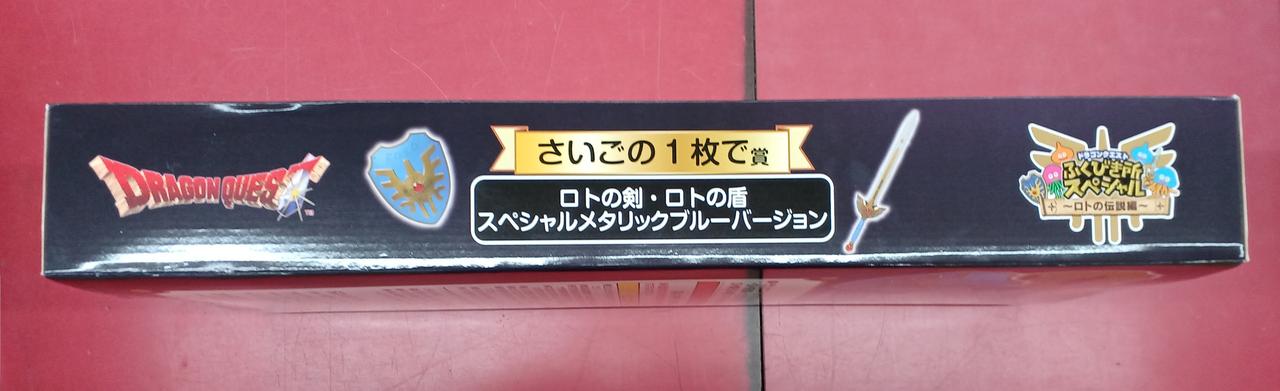 DRAGON QUEST
TM
さいごの1枚で賞
ロトの剣・ロトの盾
スペシャルメタリックブルーバージョン
ドラゴンクエスト
ふくびき所
スペシャル
～ロトの伝説編～